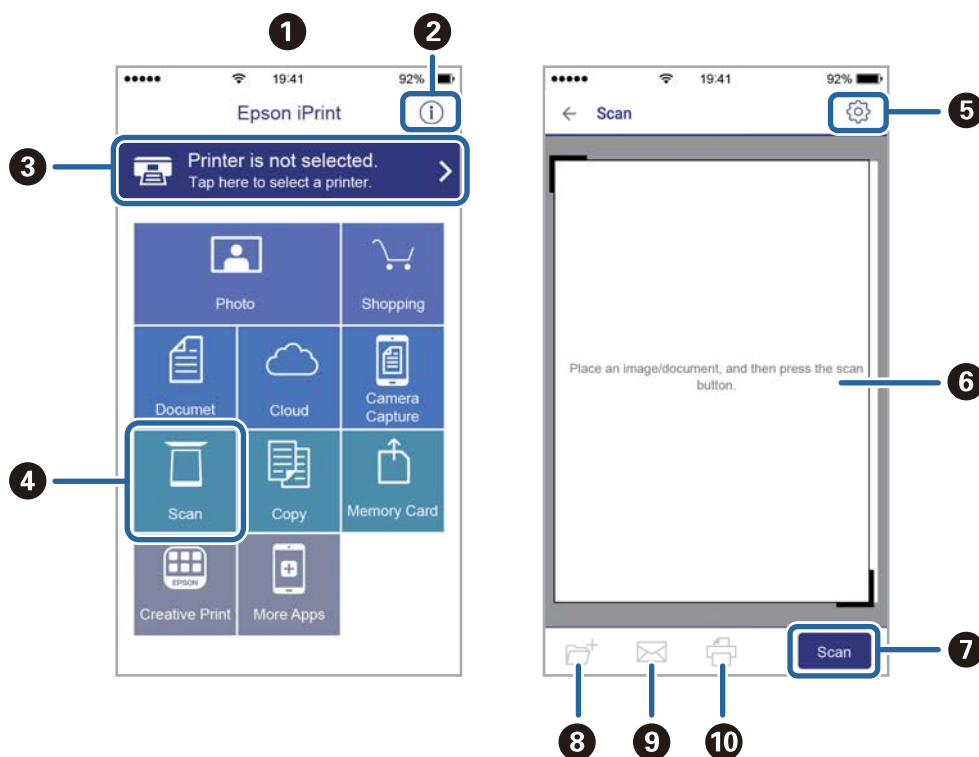 1
2
19:41
92%
Epson iPrint
i
3
Printer is not selected.
Tap here to select a printer.
Photo
Shopping
Documet
Cloud
Camera
Capture
4
Scan
Copy
Memory Card
EPSON
Creative Print
More Apps
19:41
92%
Scan
5
Place an image/document, and then press the scan
button.
6
Scan
7
8
9
10